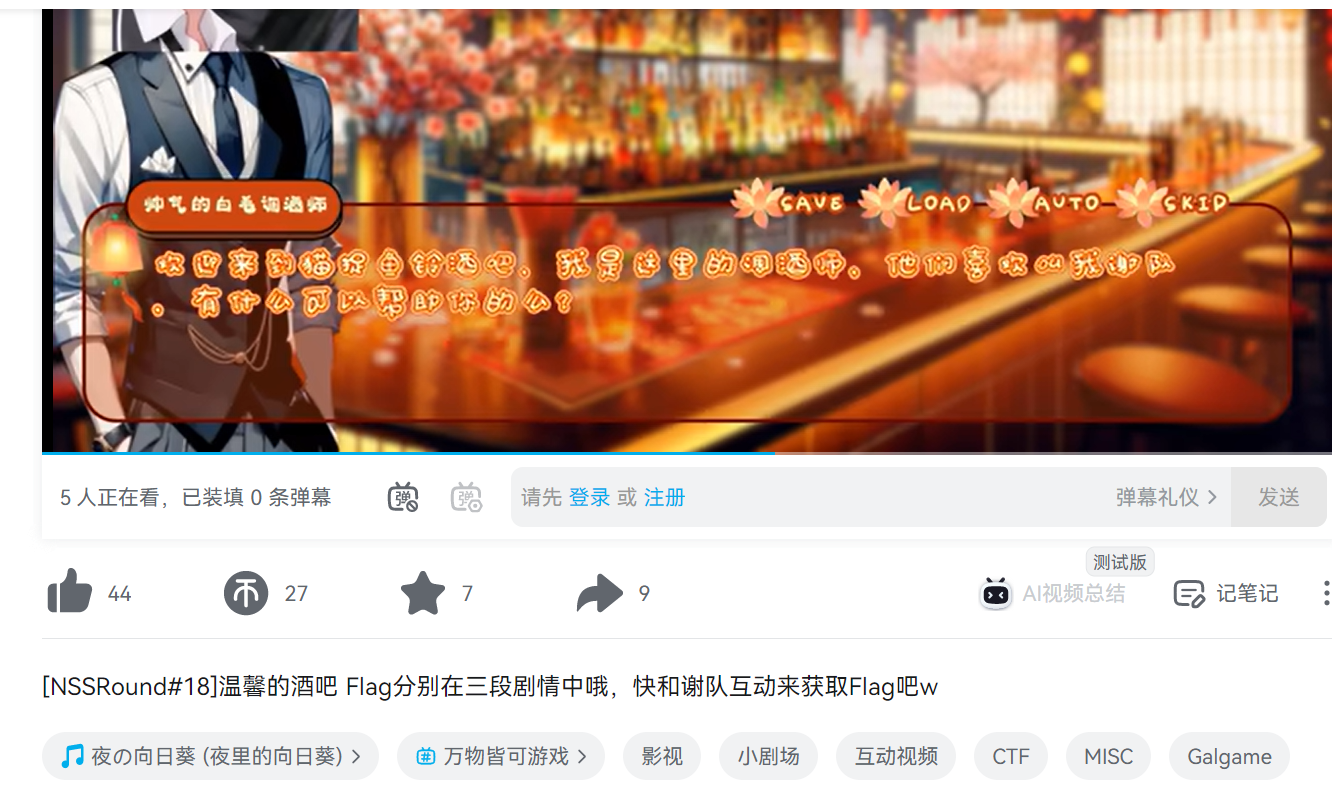 帅气的白毛调酒师
SAVE LOAD AUTO SKIP
欢迎来到猫捉鱼铃酒吧。我是这里的调酒师。他们喜欢叫我谢队
。有什么可以帮助你的么？
5 人正在看，已装填 0 条弹幕
弹
弹
请先 登录 或 注册
弹幕礼仪
发送
44
27
7
9
测试版
AI视频总结
记笔记
[NSSRound#18]温馨的酒吧 Flag分别在三段剧情中哦，快和谢队互动来获取Flag吧w
夜の向日葵 (夜里的向日葵)
万物皆可游戏
影视
小剧场
互动视频
CTF
MISC
Galgame